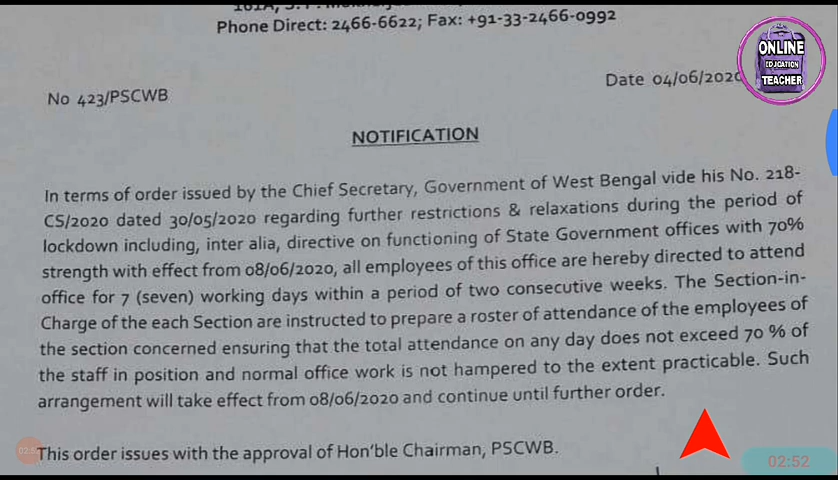 Phone Direct: 2466-6622; Fax: +91-33-2466-0992
ONLINE
EDUCATION
TEACHER
Date 04/06/2020
No 423/PSCWB
NOTIFICATION
In terms of order issued by the Chief Secretary, Government of West Bengal vide his No. 218-
CS/2020 dated 30/05/2020 regarding further restrictions & relaxations during the period of
lockdown including, inter alia, directive on functioning of State Government offices with 70%
strength with effect from 08/06/2020, all employees of this office are hereby directed to attend
office for 7 (seven) working days within a period of two consecutive weeks. The Section-in-
Charge of the each Section are instructed to prepare a roster of attendance of the employees of
the section concerned ensuring that the total attendance on any day does not exceed 70 % of
the staff in position and normal office work is not hampered to the extent practicable. Such
arrangement will take effect from 08/06/2020 and continue until further order.
This order issues with the approval of Hon'ble Chairman, PSCWB.
02:52